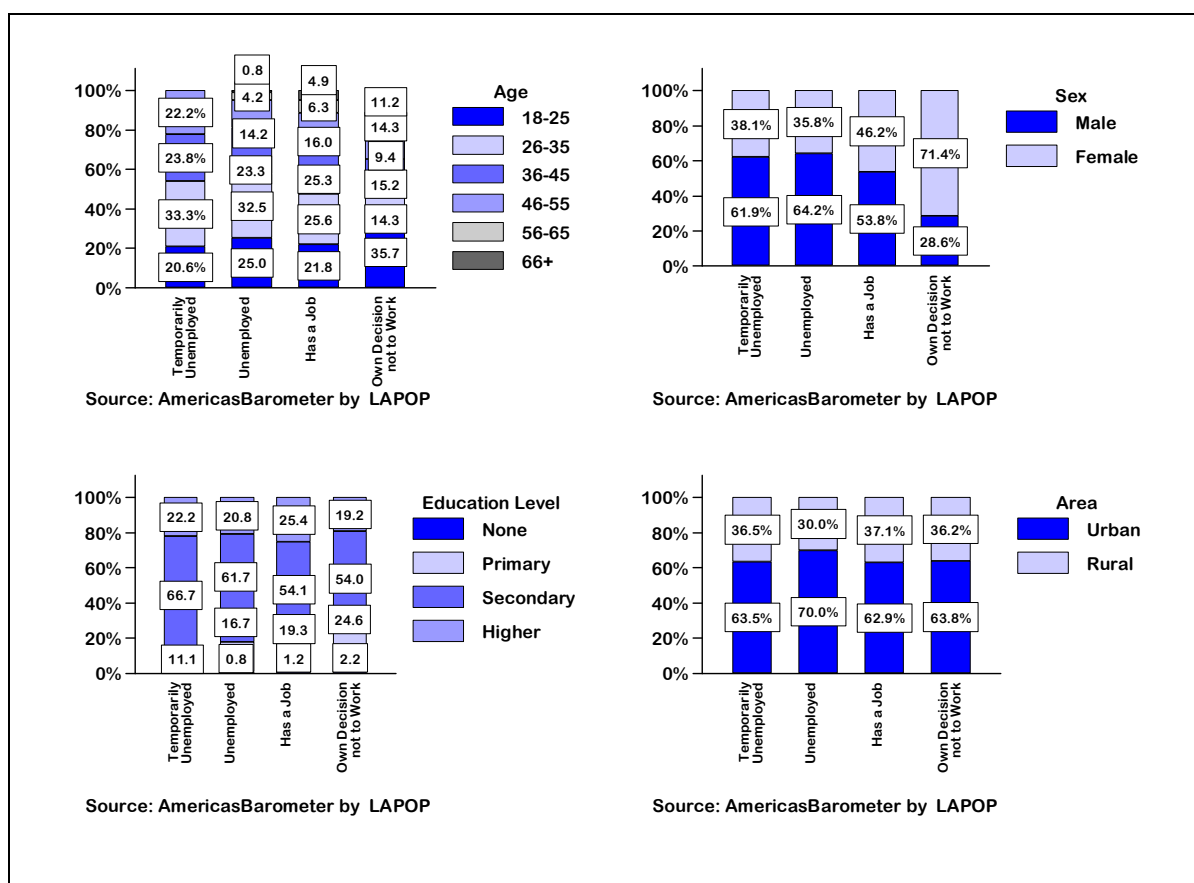 100%
80%
60%
40%
20%
0%
22.2%
23.8%
33.3%
20.6%
0.8
4.2
14.2
23.3
32.5
25.0
4.9
6.3
16.0
25.3
25.6
21.8
11.2
14.3
9.4
15.2
14.3
35.7
Temporarily
Unemployed
Unemployed
Has a Job
Own Decision
not to Work
Age
18-25
26-35
36-45
46-55
56-65
66+
Source: AmericasBarometer by LAPOP
100%
80%
60%
40%
20%
0%
38.1%
61.9%
35.8%
64.2%
46.2%
53.8%
71.4%
28.6%
Temporarily
Unemployed
Unemployed
Has a Job
Own Decision
not to Work
Sex
Male
Female
Source: AmericasBarometer by LAPOP
100%
80%
60%
40%
20%
0%
22.2
66.7
11.1
20.8
61.7
16.7
0.8
25.4
54.1
19.3
1.2
19.2
54.0
24.6
2.2
Temporarily
Unemployed
Unemployed
Has a Job
Own Decision
not to Work
Education Level
None
Primary
Secondary
Higher
Source: AmericasBarometer by LAPOP
100%
80%
60%
40%
20%
0%
36.5%
63.5%
30.0%
70.0%
37.1%
62.9%
36.2%
63.8%
Temporarily
Unemployed
Unemployed
Has a Job
Own Decision
not to Work
Area
Urban
Rural
Source: AmericasBarometer by LAPOP